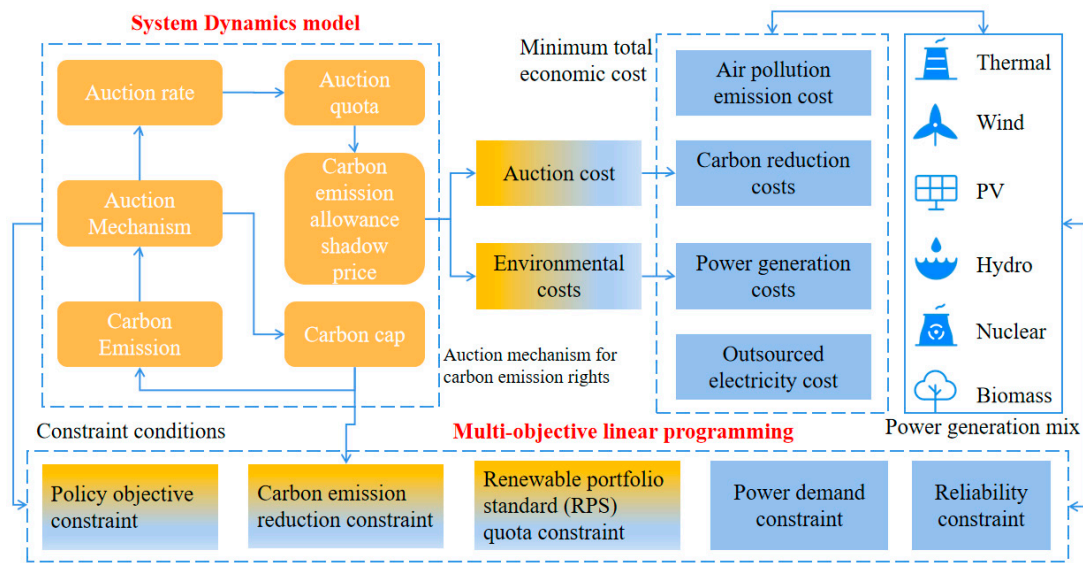 System Dynamics model
Auction rate
Auction
quota
Auction
Mechanism
Carbon
emission
allowance
shadow
price
Carbon
Emission
Carbon cap
Auction cost
Environmental
costs
Auction mechanism for
carbon emission rights
Minimum total
economic cost
Air pollution
emission cost
Carbon reduction
costs
Power generation
costs
Outsourced
electricity cost
Thermal
Wind
PV
Hydro
Nuclear
Biomass
Power generation mix
Constraint conditions
Multi-objective linear programming
Policy objective
constraint
Carbon emission
reduction constraint
Renewable portfolio
standard (RPS)
quota constraint
Power demand
constraint
Reliability
constraint